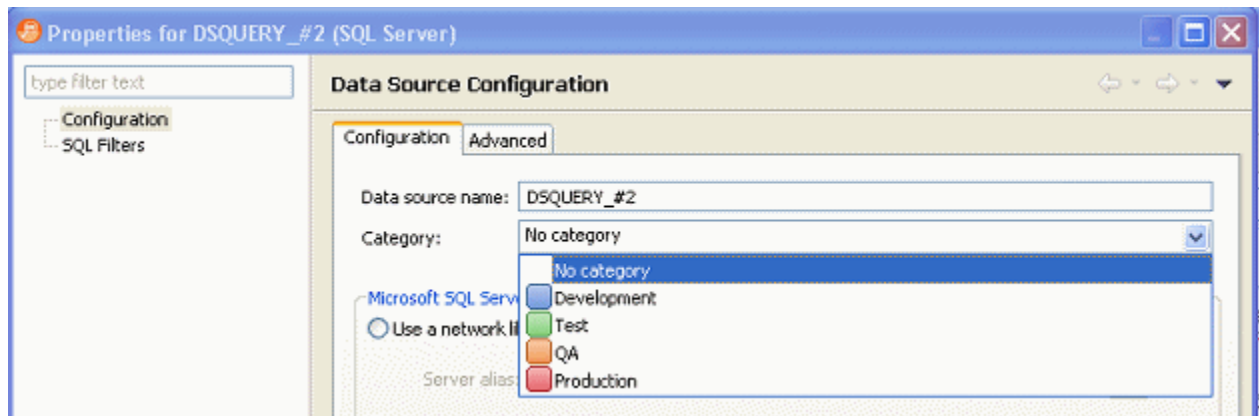 Properties for DSQUERY_#2 (SQL Server)
type filter text
Configuration
SQL Filters
Data Source Configuration
Configuration Advanced
Data source name: DSQUERY_#2
Category: No category
No category
Microsoft SQL Serv
Development
Use a network li
Test
QA
Server alias:
Production